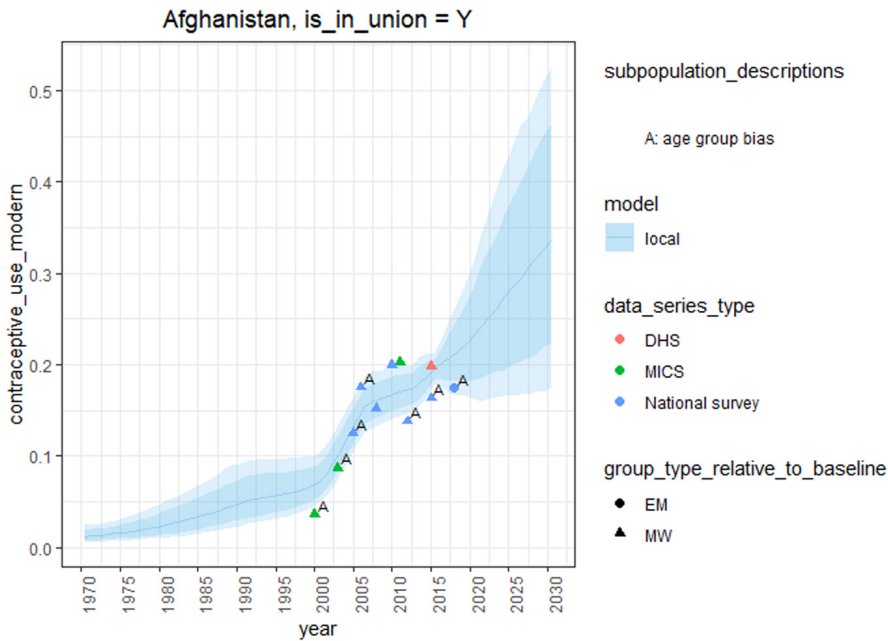 Afghanistan, is_in_union = Y
contraceptive_use_modern
0.5
0.4
0.3
0.2
0.1
0.0
A
A
A
A
A
A
A
A
1970
1975
1980
1985
1990
1995
2000
2005
2010
2015
2020
2025
2030
year
subpopulation_descriptions
A: age group bias
model
local
data_series_type
DHS
MICS
National survey
group_type_relative_to_baseline
EM
MW